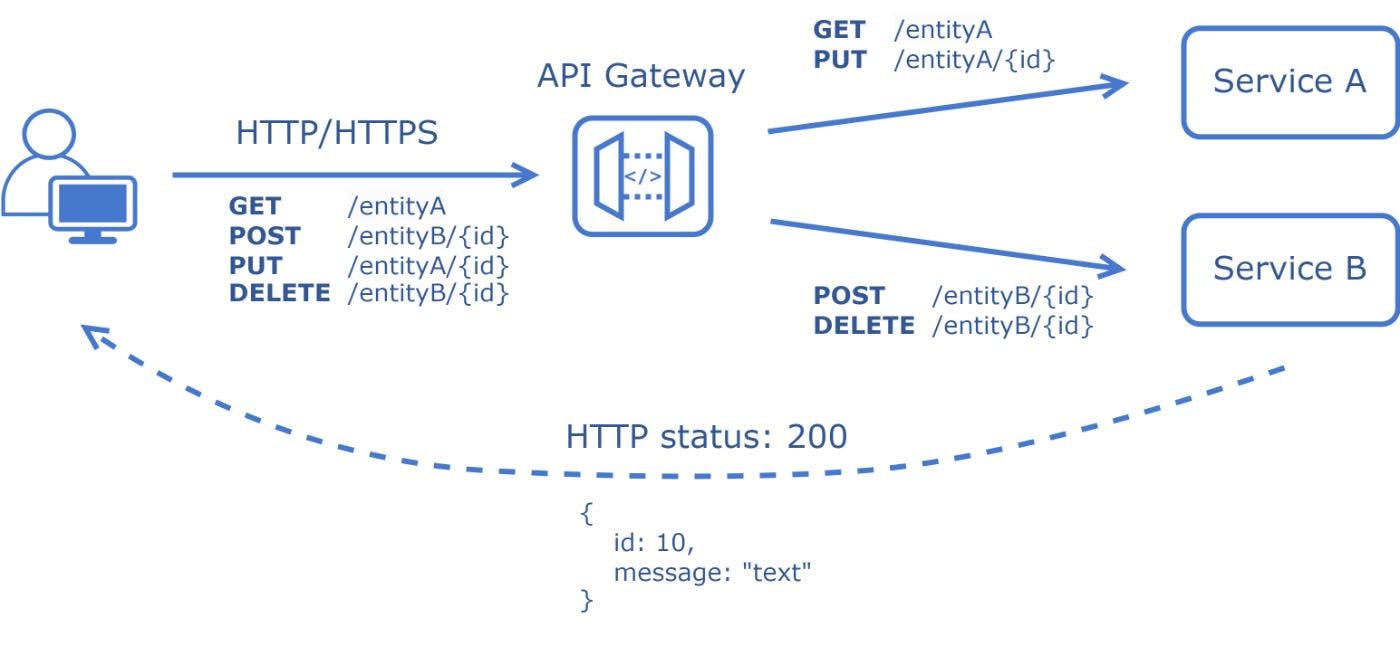 API Gateway
HTTP/HTTPS
GET /entityA
POST /entityB/{id}
PUT /entityA/{id}
DELETE /entityB/{id}
</>
GET /entityA
PUT /entityA/{id}
Service A
POST /entityB/{id}
DELETE /entityB/{id}
Service B
HTTP status: 200
{
id: 10,
message: "text"
}